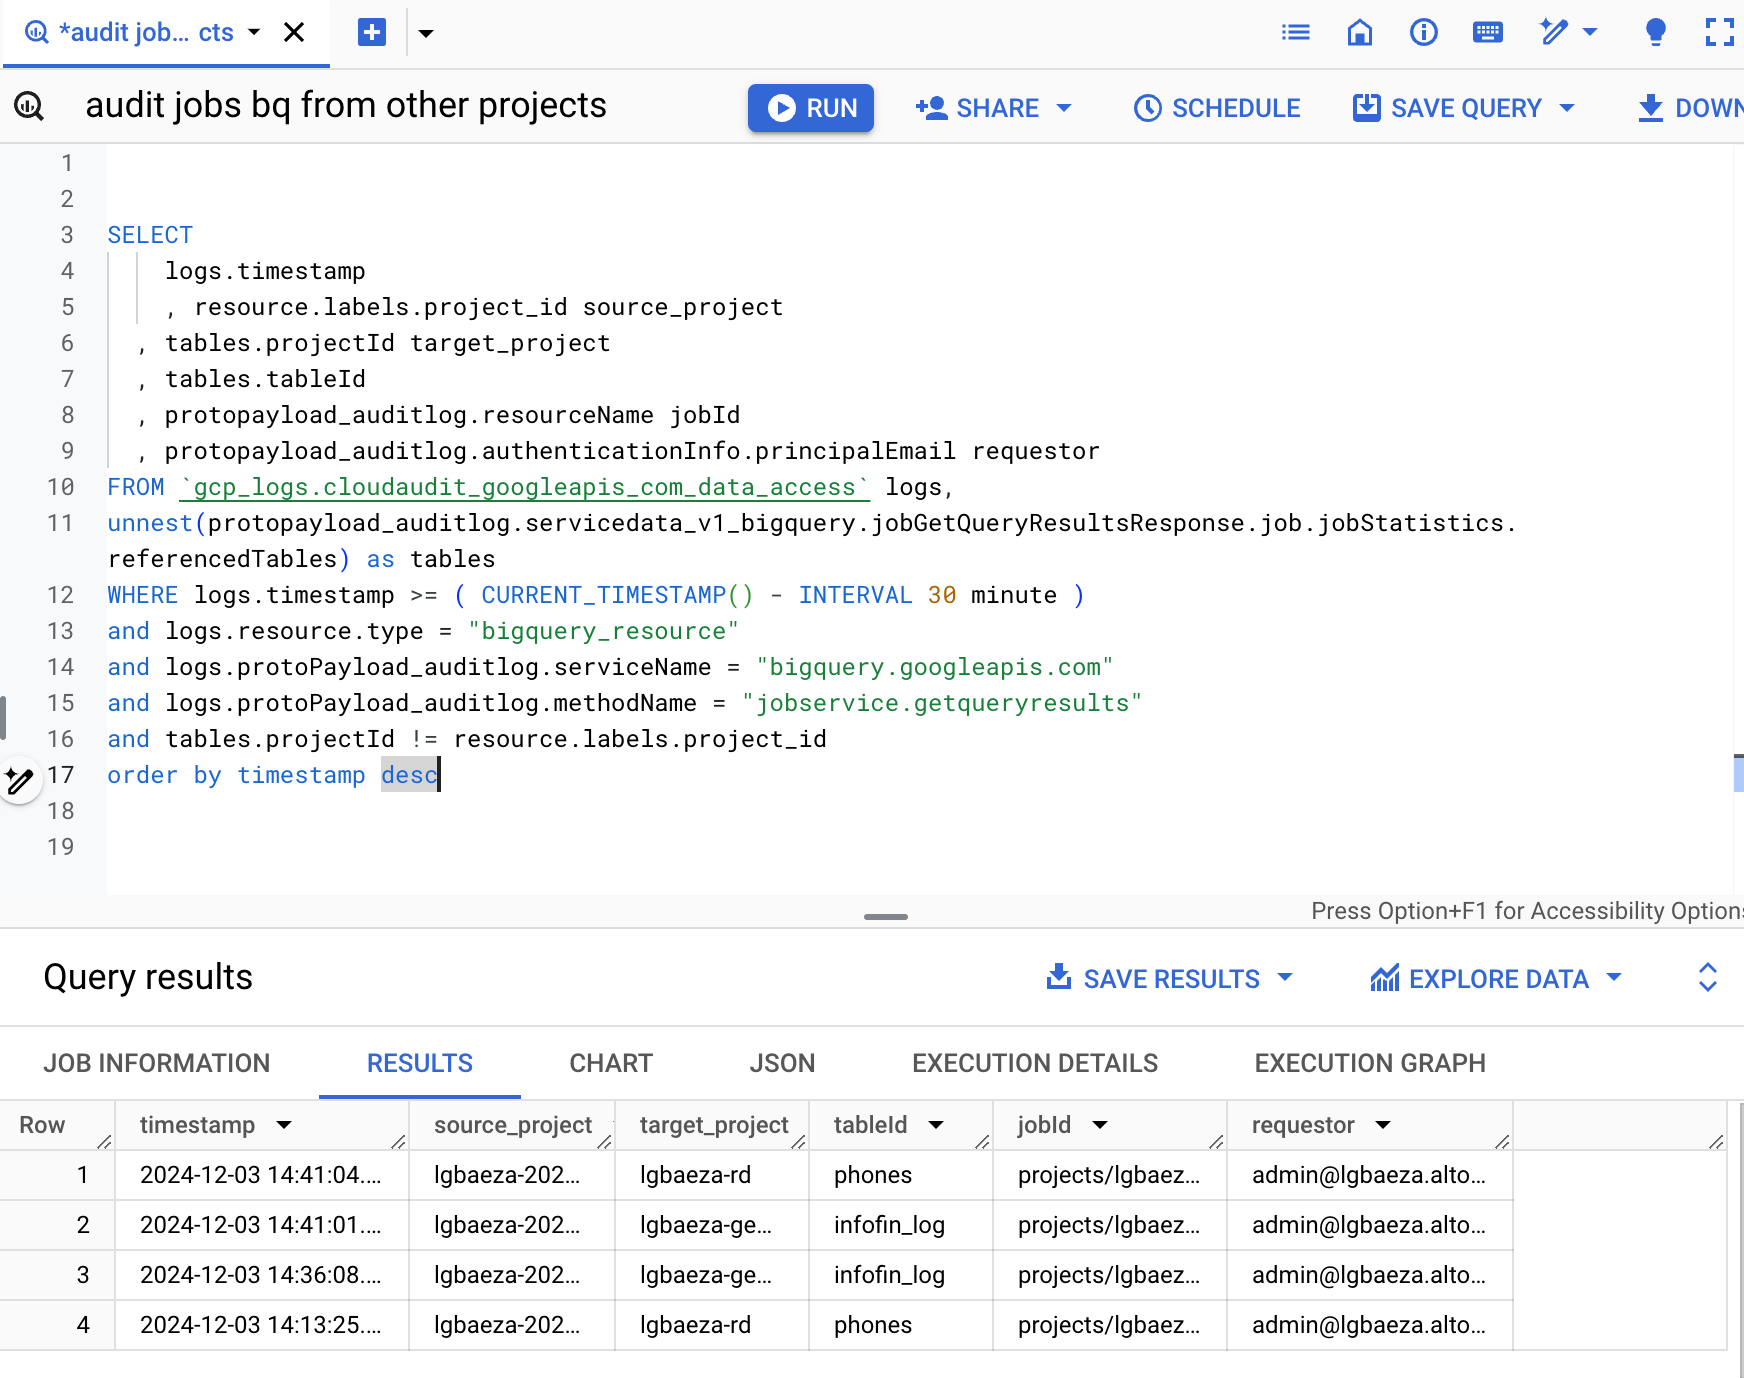 *audit job... cts
audit jobs bq from other projects
RUN
SHARE
SCHEDULE
SAVE QUERY
DOWN
1
2
3 SELECT
4 logs.timestamp
5 , resource.labels.project_id source_project
6 , tables.projectId target_project
7 , tables.tableId
8 , protopayload_auditlog.resourceName jobId
9 , protopayload_auditlog.authenticationInfo.principalEmail requestor
10 FROM `gcp_logs.cloudaudit_googleapis_com_data_access` logs,
11 unnest(protopayload_auditlog.servicedata_v1_bigquery.jobGetQueryResultsResponse.job.jobStatistics.
referencedTables) as tables
12 WHERE logs.timestamp >= ( CURRENT_TIMESTAMP() - INTERVAL 30 minute )
13 and logs.resource.type = "bigquery_resource"
14 and logs.protoPayload_auditlog.serviceName = "bigquery.googleapis.com"
15 and logs.protoPayload_auditlog.methodName = "jobservice.getqueryresults"
16 and tables.projectId != resource.labels.project_id
17 order by timestamp desc
18
19
Press Option+F1 for Accessibility Options
Query results
SAVE RESULTS
EXPLORE DATA
JOB INFORMATION RESULTS CHART JSON EXECUTION DETAILS EXECUTION GRAPH
Row timestamp source_project target_project tableId jobId requestor
1 2024-12-03 14:41:04.... lgbaeza-202... lgbaeza-rd phones projects/lgbaez... admin@lgbaeza.alto...
2 2024-12-03 14:41:01.... lgbaeza-202... lgbaeza-ge... infofin_log projects/lgbaez... admin@lgbaeza.alto...
3 2024-12-03 14:36:08.... lgbaeza-202... lgbaeza-ge... infofin_log projects/lgbaez... admin@lgbaeza.alto...
4 2024-12-03 14:13:25.... lgbaeza-202... lgbaeza-rd phones projects/lgbaez... admin@lgbaeza.alto...